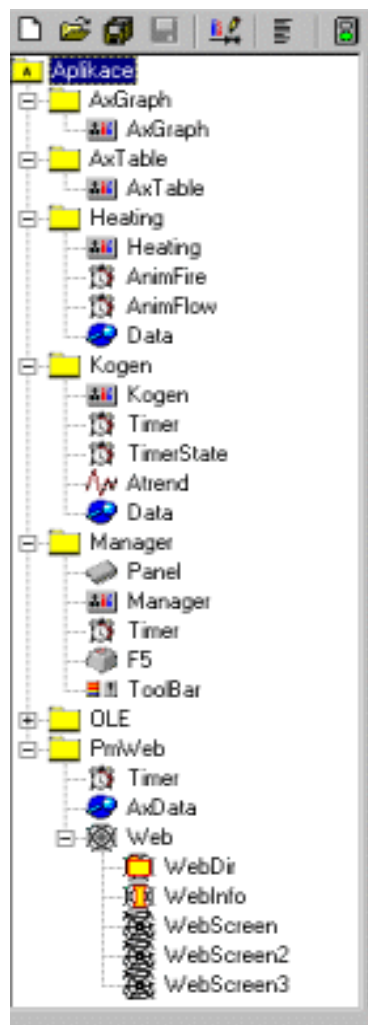 Aplikace
AxGraph
AxGraph
AxTable
AxTable
Heating
Heating
AnimFire
AnimFlow
Data
Kogen
Kogen
Timer
TimerState
Atrend
Data
Manager
Panel
Manager
Timer
F5
ToolBar
OLE
PmWeb
Timer
AxData
Web
WebDir
WebInfo
WebScreen
WebScreen2
WebScreen3